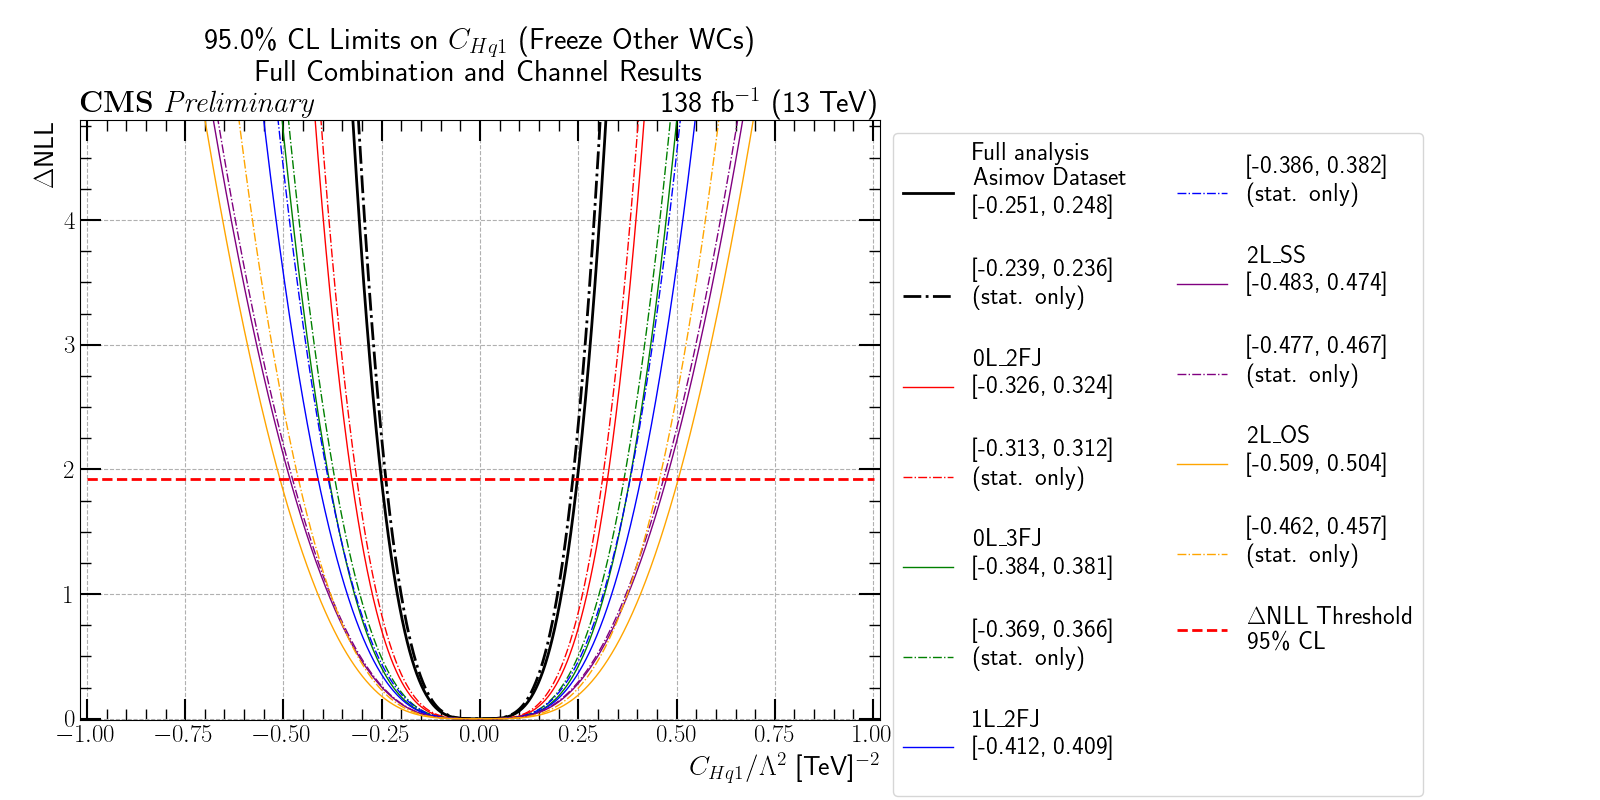 95.0% CL Limits on C_{Hq1} (Freeze Other WCs)
Full Combination and Channel Results
CMS Preliminary
138 fb^{-1} (13 TeV)
ΔNLL
4
3
2
1
0
−1.00 −0.75 −0.50 −0.25 0.00 0.25 0.50 0.75 1.00
C_{Hq1}/Λ^2 [TeV]^{-2}
Full analysis
Asimov Dataset
[-0.251, 0.248]
[-0.239, 0.236]
(stat. only)
0L_2FJ
[-0.326, 0.324]
[-0.313, 0.312]
(stat. only)
0L_3FJ
[-0.384, 0.381]
[-0.369, 0.366]
(stat. only)
1L_2FJ
[-0.412, 0.409]
[-0.386, 0.382]
(stat. only)
2L_SS
[-0.483, 0.474]
[-0.477, 0.467]
(stat. only)
2L_OS
[-0.509, 0.504]
[-0.462, 0.457]
(stat. only)
ΔNLL Threshold
95% CL